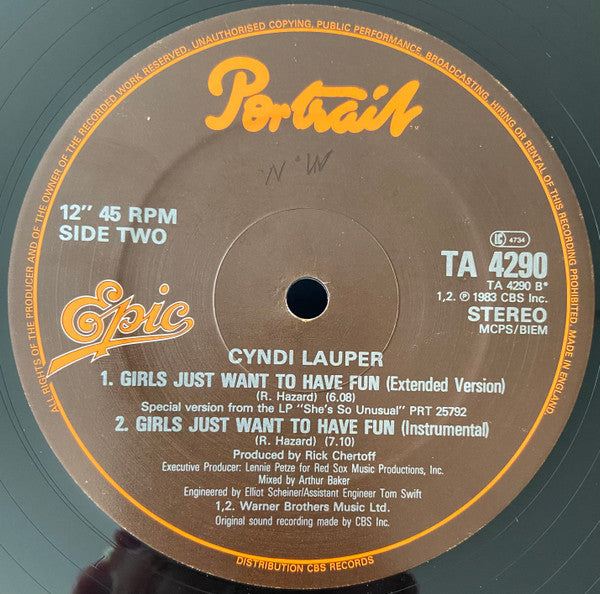 ALL RIGHTS OF THE PRODUCER AND OF THE OWNER OF THE RECORDED WORK RESERVED. UNAUTHORISED COPYING, PUBLIC PERFORMANCE, BROADCASTING, HIRING OR RENTAL OF THIS RECORDING PROHIBITED. MADE IN ENGLAND.
Portrait
12" 45 RPM
SIDE TWO
4734
TA 4290
TA 4290 B*
1,2. ℗ 1983 CBS Inc.
STEREO
MCPS/BIEM
Epic
CYNDI LAUPER
1. GIRLS JUST WANT TO HAVE FUN (Extended Version)
(R. Hazard) (6.08)
Special version from the LP "She's So Unusual" PRT 25792
2. GIRLS JUST WANT TO HAVE FUN (Instrumental)
(R. Hazard) (7.10)
Produced by Rick Chertoff
Executive Producer: Lennie Petze for Red Sox Music Productions, Inc.
Mixed by Arthur Baker
Engineered by Elliot Scheiner/Assistant Engineer Tom Swift
1,2. Warner Brothers Music Ltd.
Original sound recording made by CBS Inc.
DISTRIBUTION CBS RECORDS